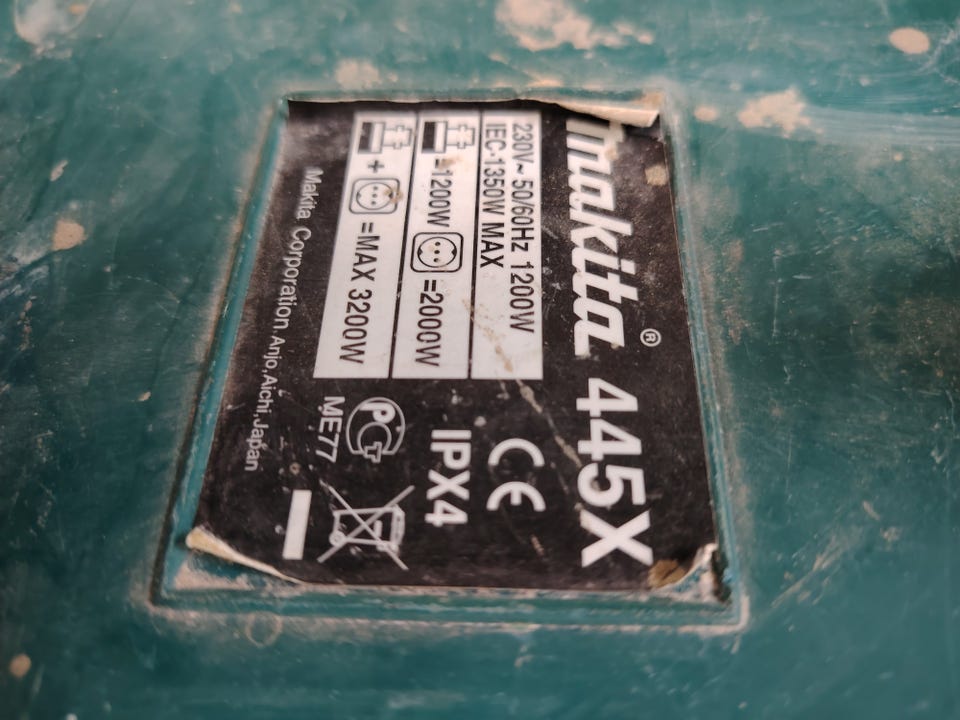 makita® 445X
230V~ 50/60Hz 1200W
IEC-1350W MAX
=1200W =2000W
+ =MAX 3200W
CE
IPX4
PCT
ME77
Makita Corporation Anjo,Aichi,Japan